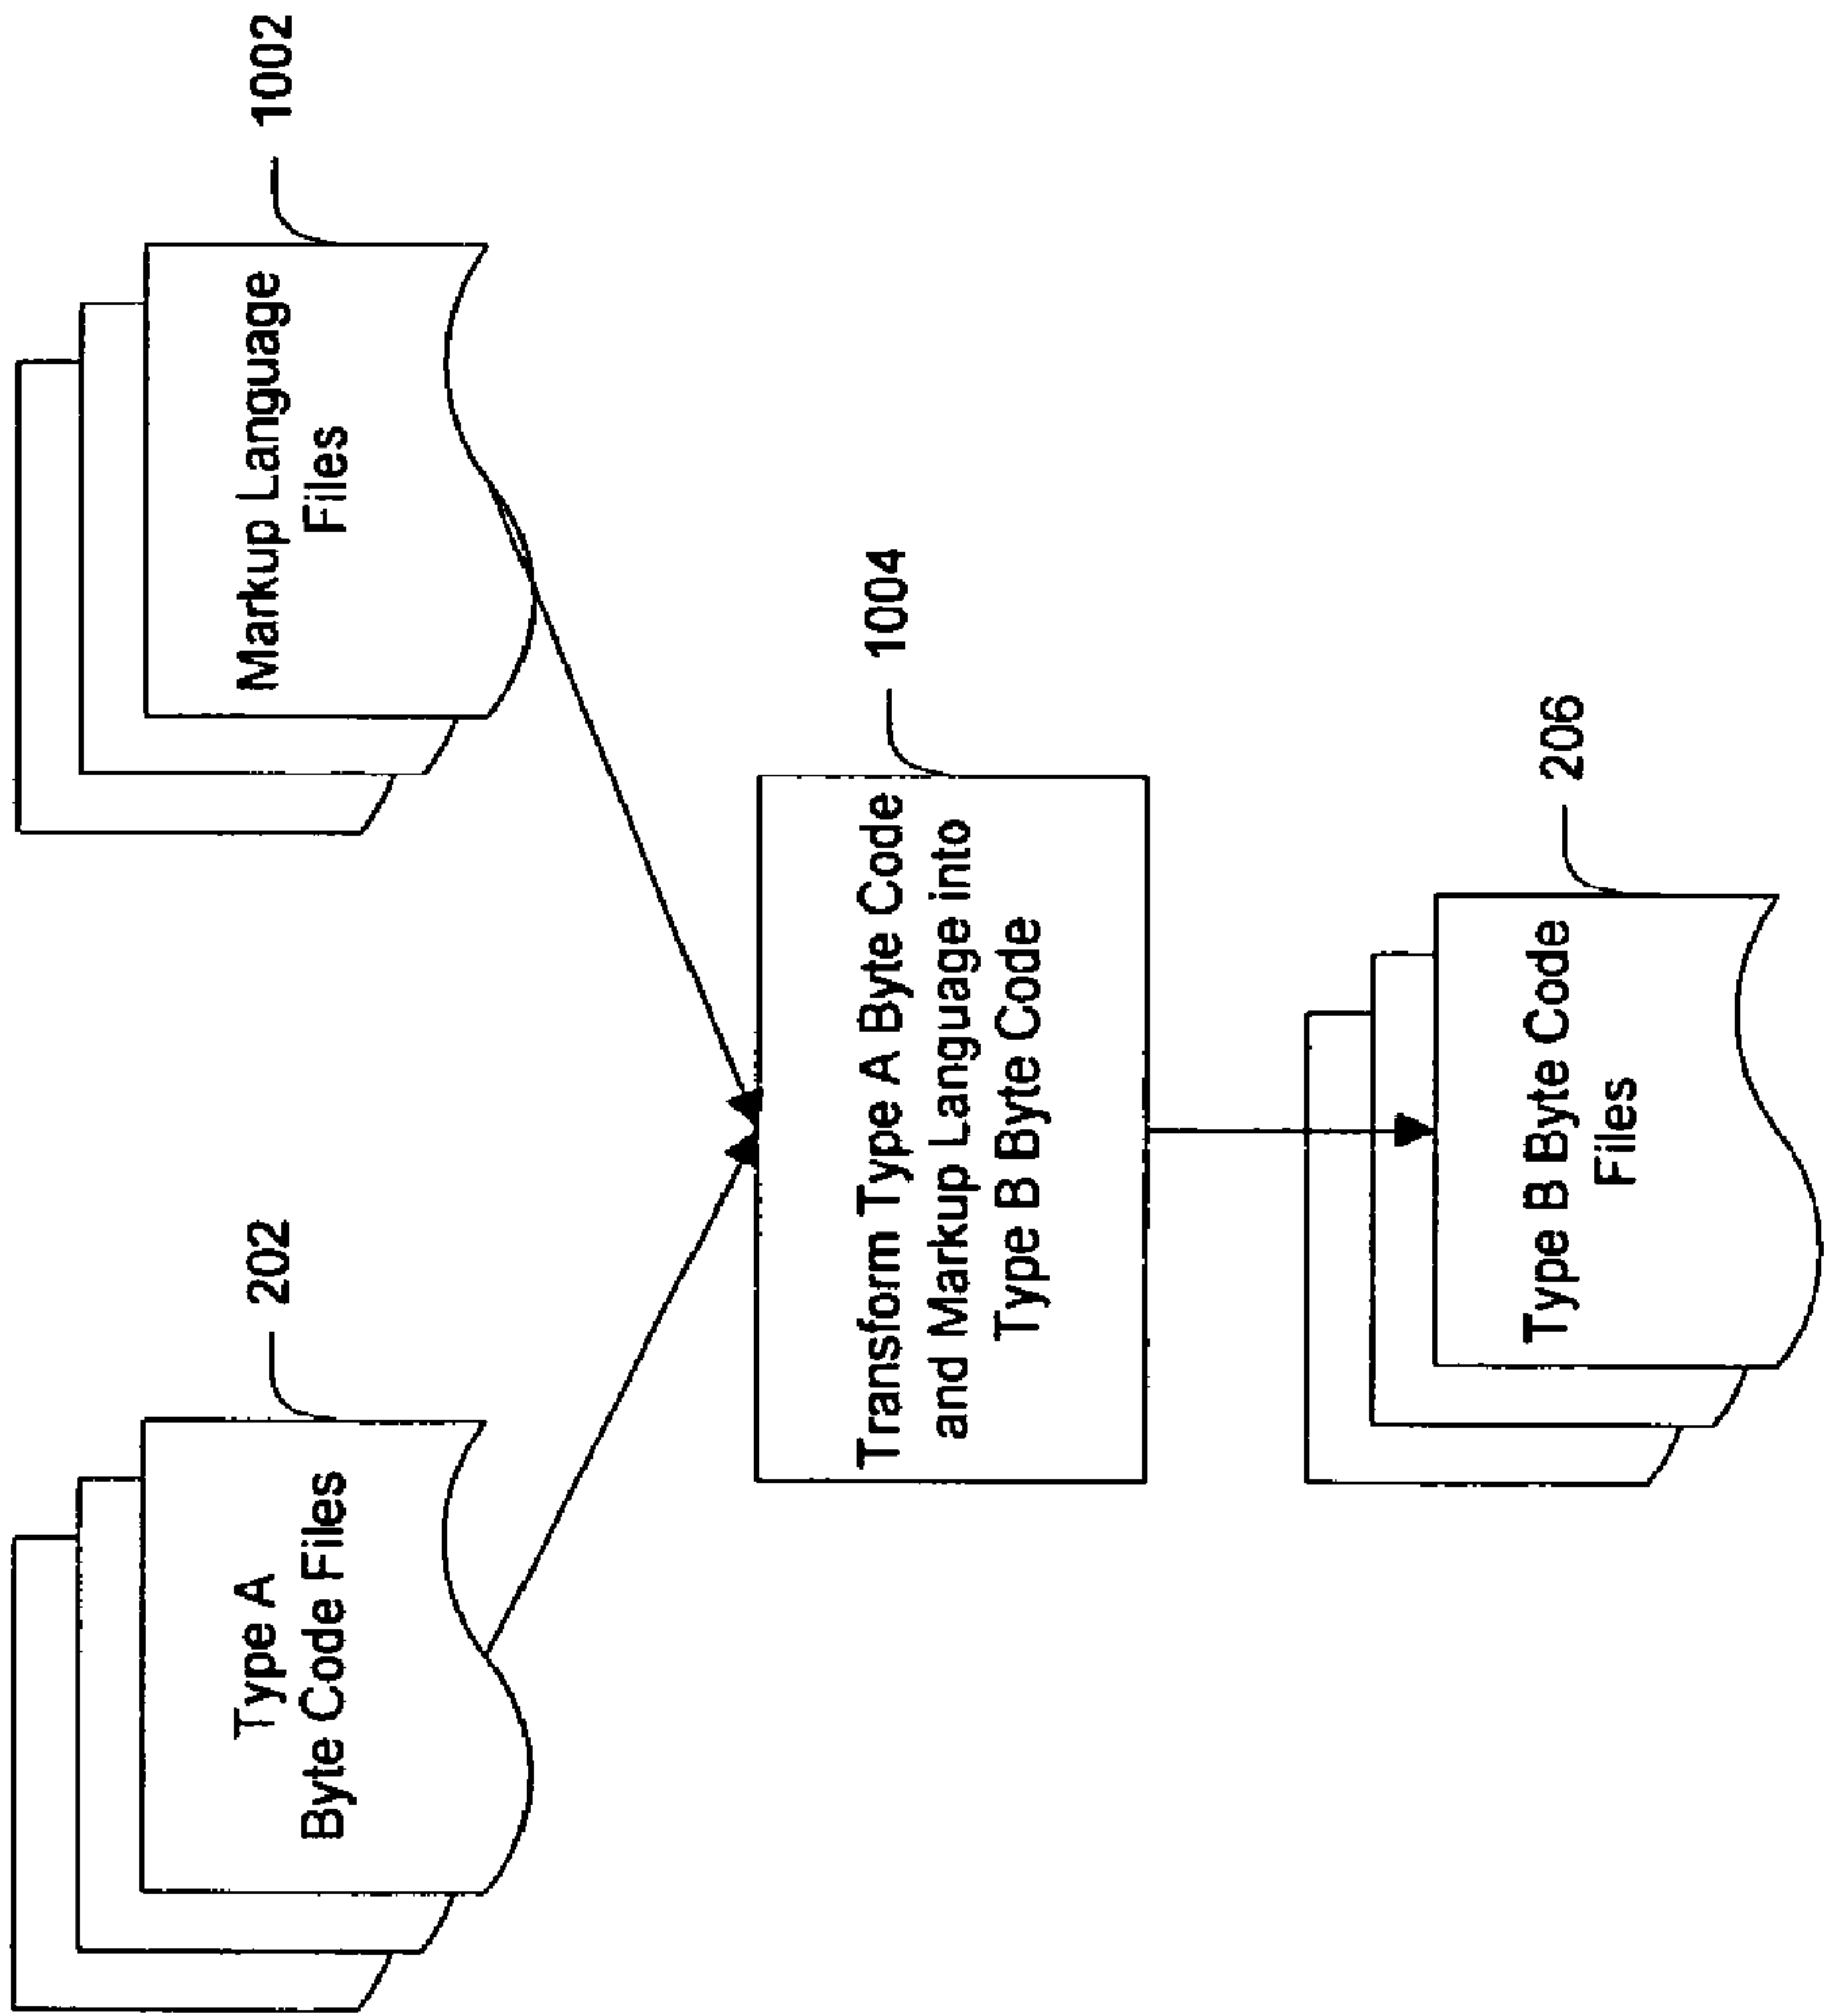 202
Type A
Byte Code Files
1002
Markup Language
Files
1004
Transform Type A Byte Code
and Markup Language into
Type B Byte Code
206
Type B Byte Code
Files